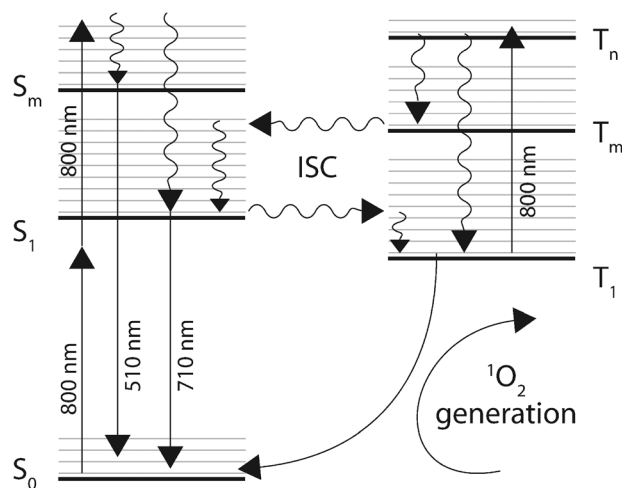 Sₘ
800 nm
S₁
800 nm
510 nm
710 nm
S₀
ISC
Tₙ
Tₘ
800 nm
T₁
¹O₂
generation